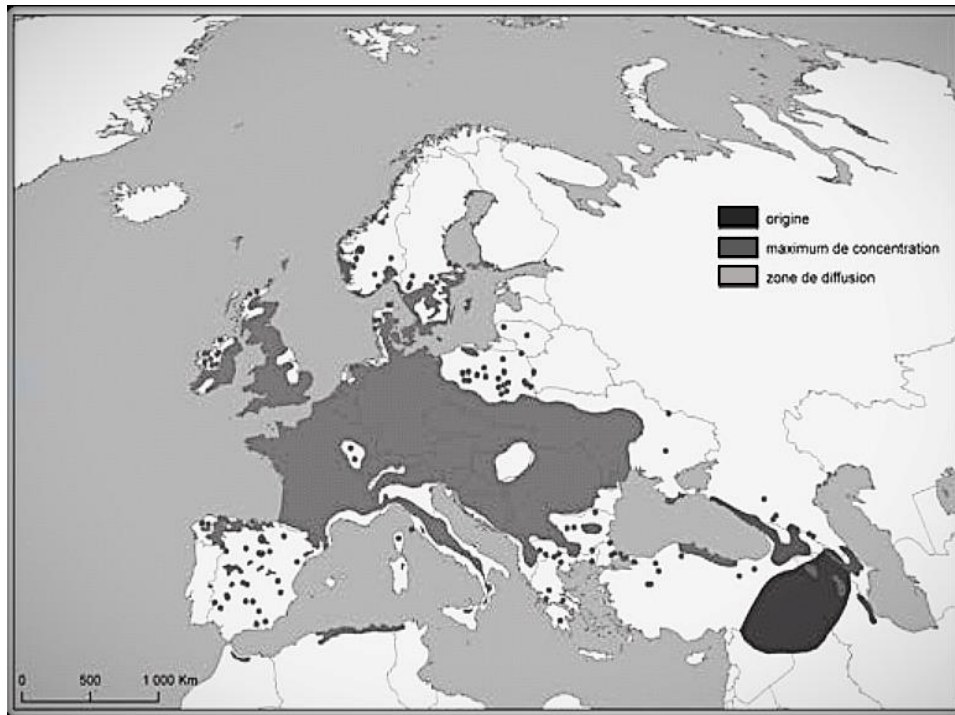 origine
maximum de concentration
zone de diffusion
0 500 1 000 Km